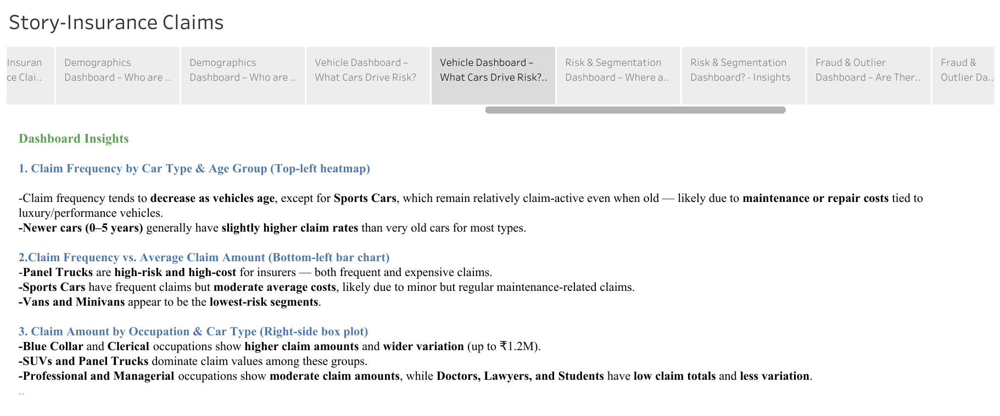 Story-Insurance Claims
Insuran
ce Clai..
Demographics
Dashboard – Who are ..
Demographics
Dashboard – Who are ..
Vehicle Dashboard –
What Cars Drive Risk?
Vehicle Dashboard –
What Cars Drive Risk?..
Risk & Segmentation
Dashboard – Where a..
Risk & Segmentation
Dashboard? - Insights
Fraud & Outlier
Dashboard – Are Ther..
Fraud &
Outlier Da..
Dashboard Insights
1. Claim Frequency by Car Type & Age Group (Top-left heatmap)
-Claim frequency tends to decrease as vehicles age, except for Sports Cars, which remain relatively claim-active even when old — likely due to maintenance or repair costs tied to
luxury/performance vehicles.
-Newer cars (0–5 years) generally have slightly higher claim rates than very old cars for most types.
2.Claim Frequency vs. Average Claim Amount (Bottom-left bar chart)
-Panel Trucks are high-risk and high-cost for insurers — both frequent and expensive claims.
-Sports Cars have frequent claims but moderate average costs, likely due to minor but regular maintenance-related claims.
-Vans and Minivans appear to be the lowest-risk segments.
3. Claim Amount by Occupation & Car Type (Right-side box plot)
-Blue Collar and Clerical occupations show higher claim amounts and wider variation (up to ₹1.2M).
-SUVs and Panel Trucks dominate claim values among these groups.
-Professional and Managerial occupations show moderate claim amounts, while Doctors, Lawyers, and Students have low claim totals and less variation.
..